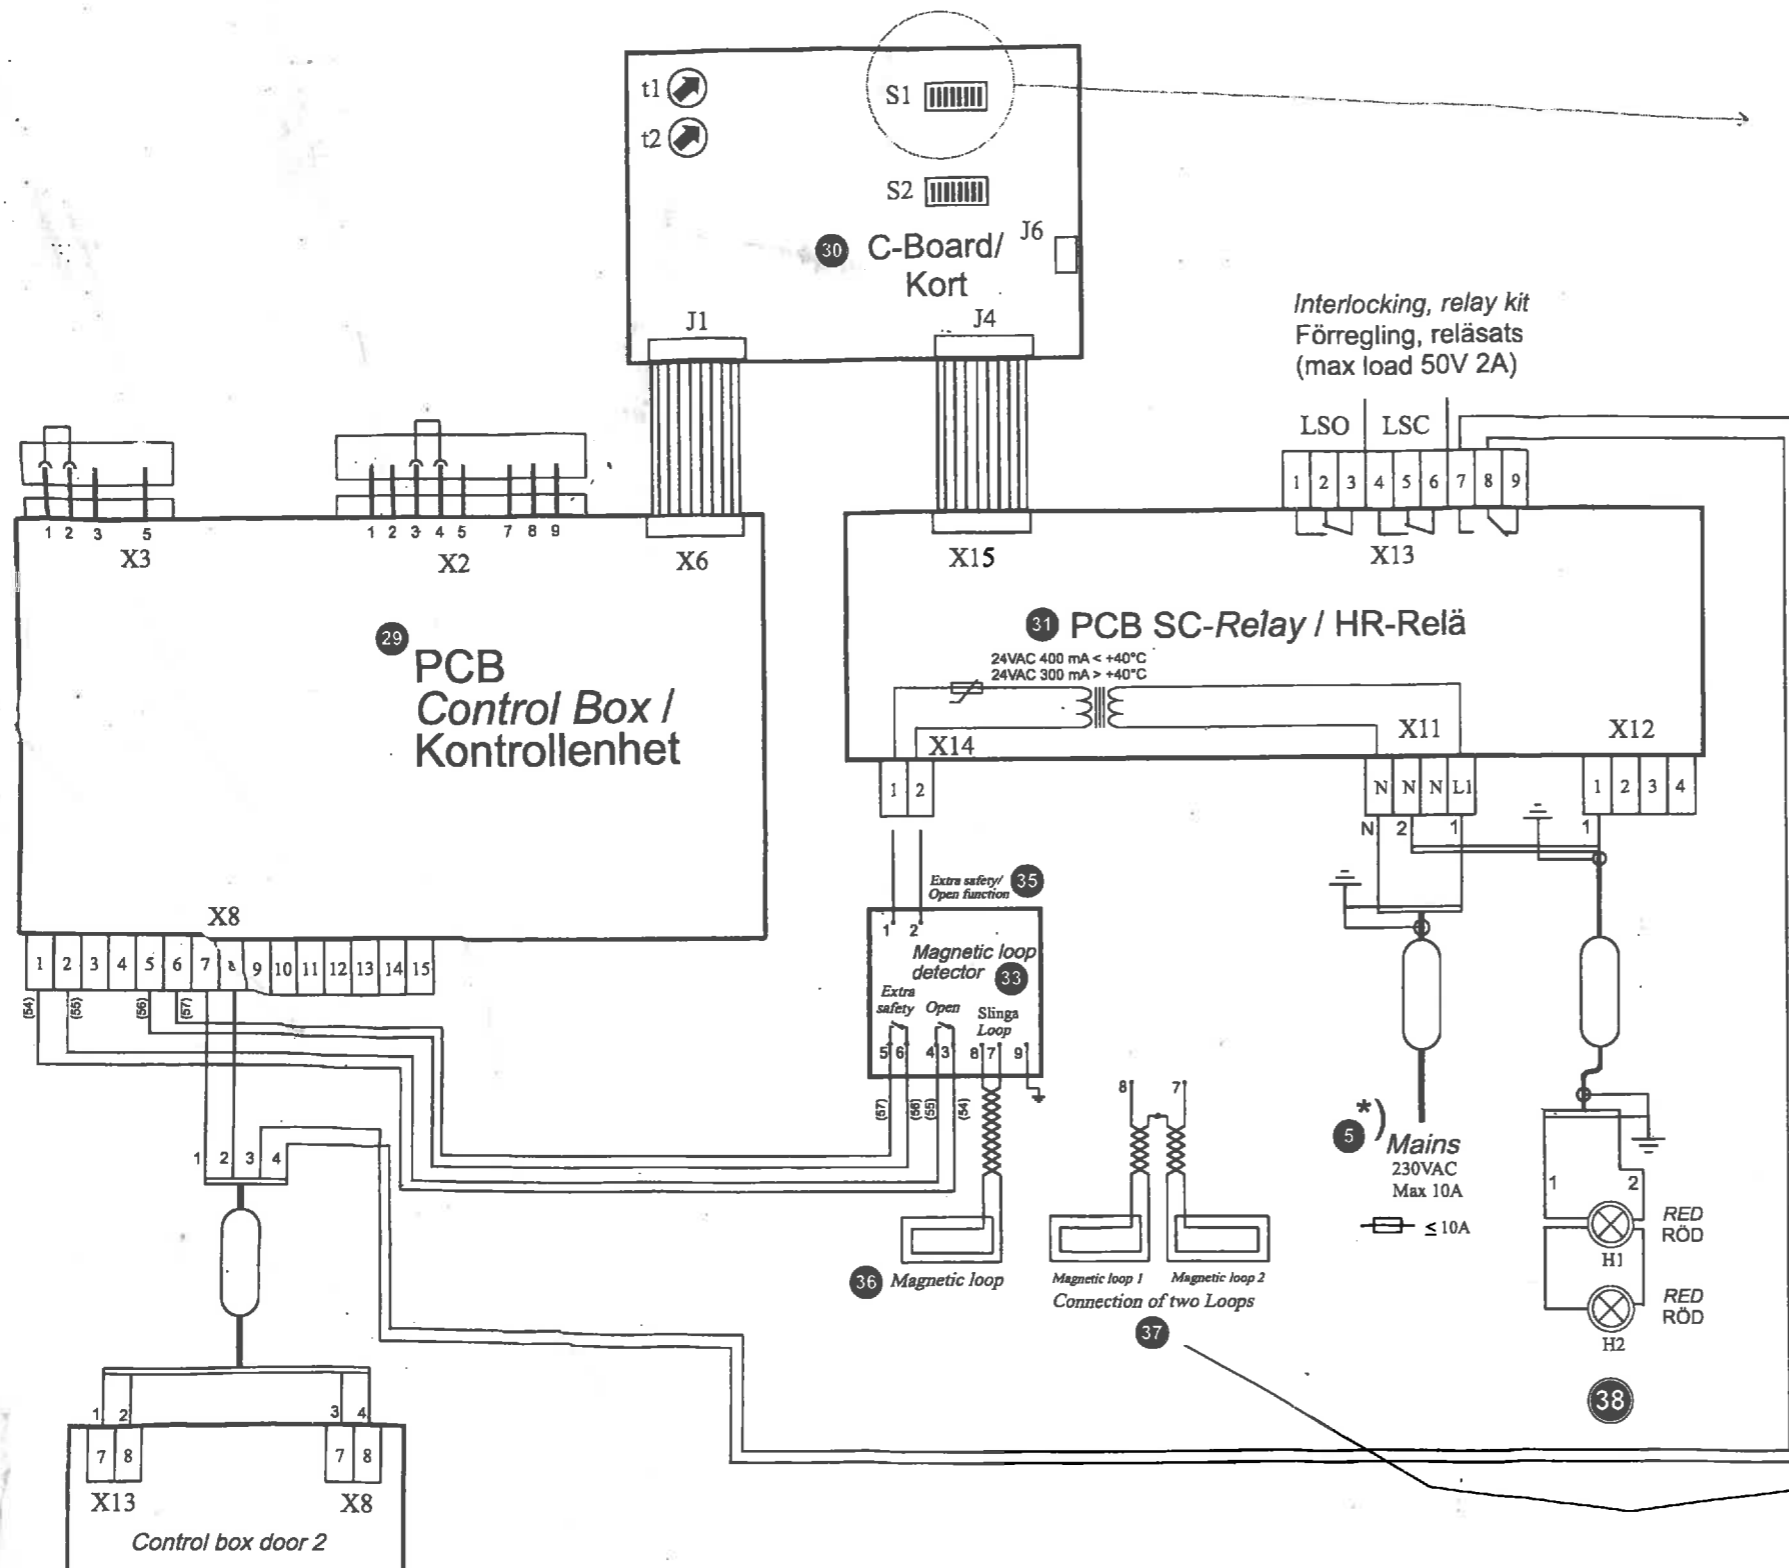 t1
S1
t2
S2
30 C-Board/
Kort
J6
J1
J4
Interlocking, relay kit
Förregling, reläsats
(max load 50V 2A)
LSO LSC
1 2 3 4 5 6 7 8 9
X13
1 2 3 5
X3
1 2 3 4 5 7 8 9
X2
X6
X15
29 PCB
Control Box /
Kontrollenhet
31 PCB SC-Relay / HR-Relä
24VAC 400 mA < +40°C
24VAC 300 mA > +40°C
X14
X11
X12
1 2
N N N L1
1 2 3 4
N 2 1
1
X8
1 2 3 4 5 6 7 8 9 10 11 12 13 14 15
(54) (55) (56) (57)
Extra safety/
Open function
35
1 2
Magnetic loop
detector 33
Extra
safety
Open
Slinga
Loop
5 6 4 3 8 7 9
(57) (56) (55) (54)
8 7
36 Magnetic loop
Magnetic loop 1 Magnetic loop 2
Connection of two Loops
37
*)
5 Mains
230VAC
Max 10A
≤ 10A
1 2
RED
RÖD
H1
RED
RÖD
H2
38
1 2 3 4
1 2 3 4
7 8 7 8
X13 X8
Control box door 2